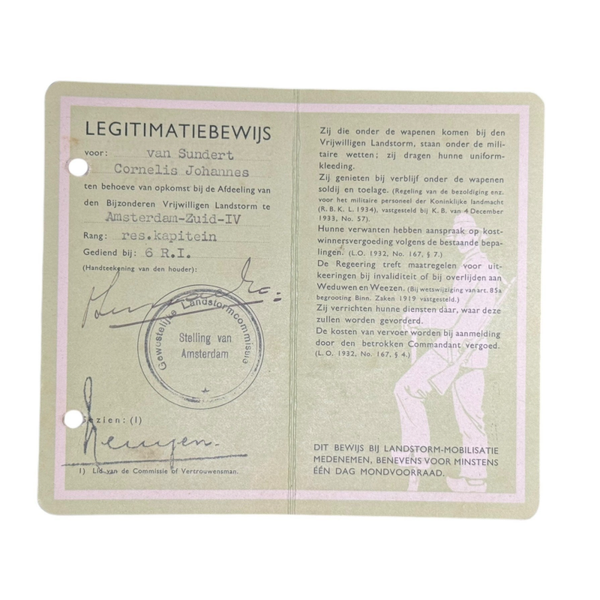 LEGITIMATIEBEWIJS
voor: van Sundert
Cornelis Johannes
ten behoeve van opkomst bij de Afdeeling van
den Bijzonderen Vrijwilligen Landstorm te
Amsterdam-Zuid-IV
Rang: res.kapitein
Gediend bij: 6 R.I.
(Handteekening van den houder):
Gewestelijke Landstormcommissie
Stelling van
Amsterdam
Gezien: (1)
1) Lid van de Commissie of Vertrouwensman.
Zij die onder de wapenen komen bij den
Vrijwilligen Landstorm, staan onder de mili-
taire wetten; zij dragen hunne uniform-
kleeding.
Zij genieten bij verblijf onder de wapenen
soldij en toelage. (Regeling van de bezoldiging enz.
voor het militaire personeel der Koninklijke landmacht
(R. B. K. L. 1934), vastgesteld bij K. B. van 4 December
1933, No. 57).
Hunne verwanten hebben aanspraak op kost-
winnersvergoeding volgens de bestaande bepa-
lingen. (L.O. 1932, No. 167, § 7.)
De Regeering treft maatregelen voor uit-
keeringen bij invaliditeit of bij overlijden aan
Weduwen en Weezen. (Bij wetswijziging van art. 85a
begrooting Binn. Zaken 1919 vastgesteld.)
Zij verrichten hunne diensten daar, waar deze
zullen worden gevorderd.
De kosten van vervoer worden bij aanmelding
door den betrokken Commandant vergoed.
(L. O. 1932, No. 167, § 4.)
DIT BEWIJS BIJ LANDSTORM-MOBILISATIE
MEDENEMEN, BENEVENS VOOR MINSTENS
ÉÉN DAG MONDVOORRAAD.